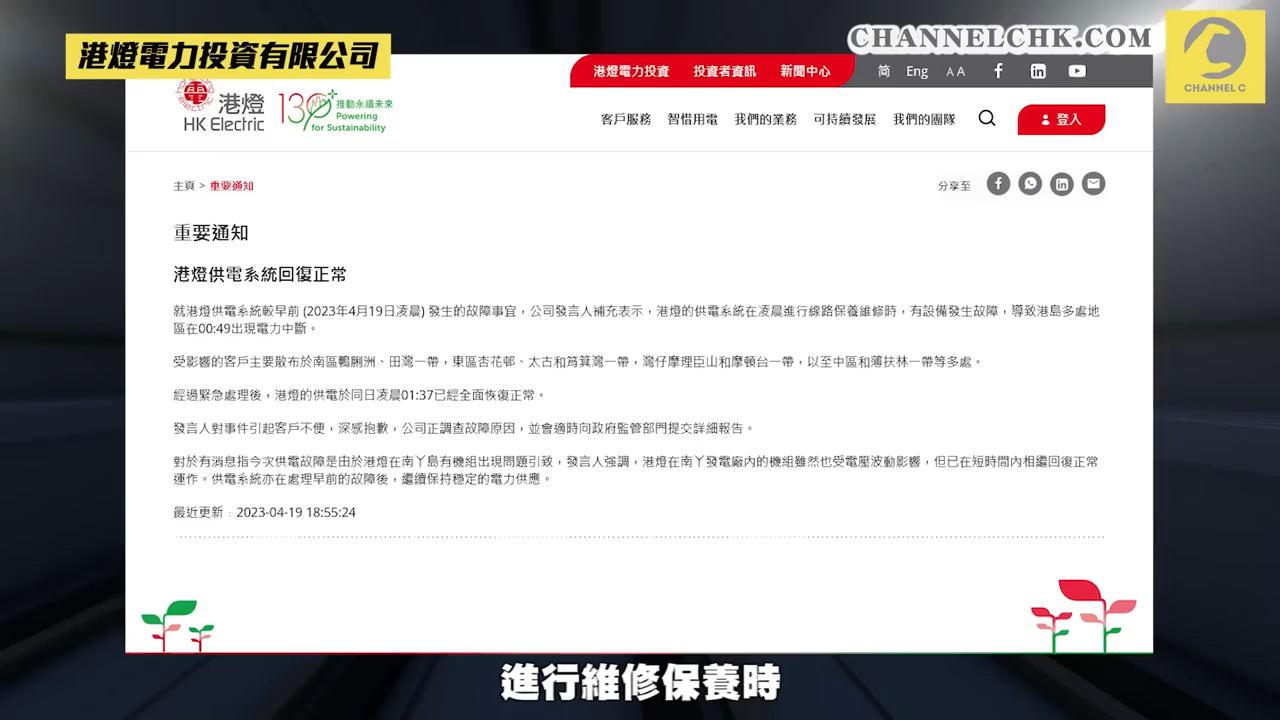 港燈電力投資有限公司
CHANNELCHK.COM
CHANNEL C
港燈電力投資 投資者資訊 新聞中心 简 Eng A A
港燈
HK Electric
130
推動永續未來
Powering
for Sustainability
客戶服務 智惜用電 我們的業務 可持續發展 我們的團隊 登入
主頁 > 重要通知
分享至
重要通知
港燈供電系統回復正常
就港燈供電系統較早前 (2023年4月19日凌晨) 發生的故障事宜，公司發言人補充表示，港燈的供電系統在凌晨進行線路保養維修時，有設備發生故障，導致港島多處地
區在00:49出現電力中斷。
受影響的客戶主要散布於南區鴨脷洲、田灣一帶，東區杏花邨、太古和筲箕灣一帶，灣仔摩理臣山和摩頓台一帶，以至中區和薄扶林一帶等多處。
經過緊急處理後，港燈的供電於同日凌晨01:37已經全面恢復正常。
發言人對事件引起客戶不便，深感抱歉，公司正調查故障原因，並會適時向政府監管部門提交詳細報告。
對於有消息指今次供電故障是由於港燈在南丫島有機組出現問題引致，發言人強調，港燈在南丫發電廠內的機組雖然也受電壓波動影響，但已在短時間內相繼回復正常
運作。供電系統亦在處理早前的故障後，繼續保持穩定的電力供應。
最近更新 : 2023-04-19 18:55:24
進行維修保養時